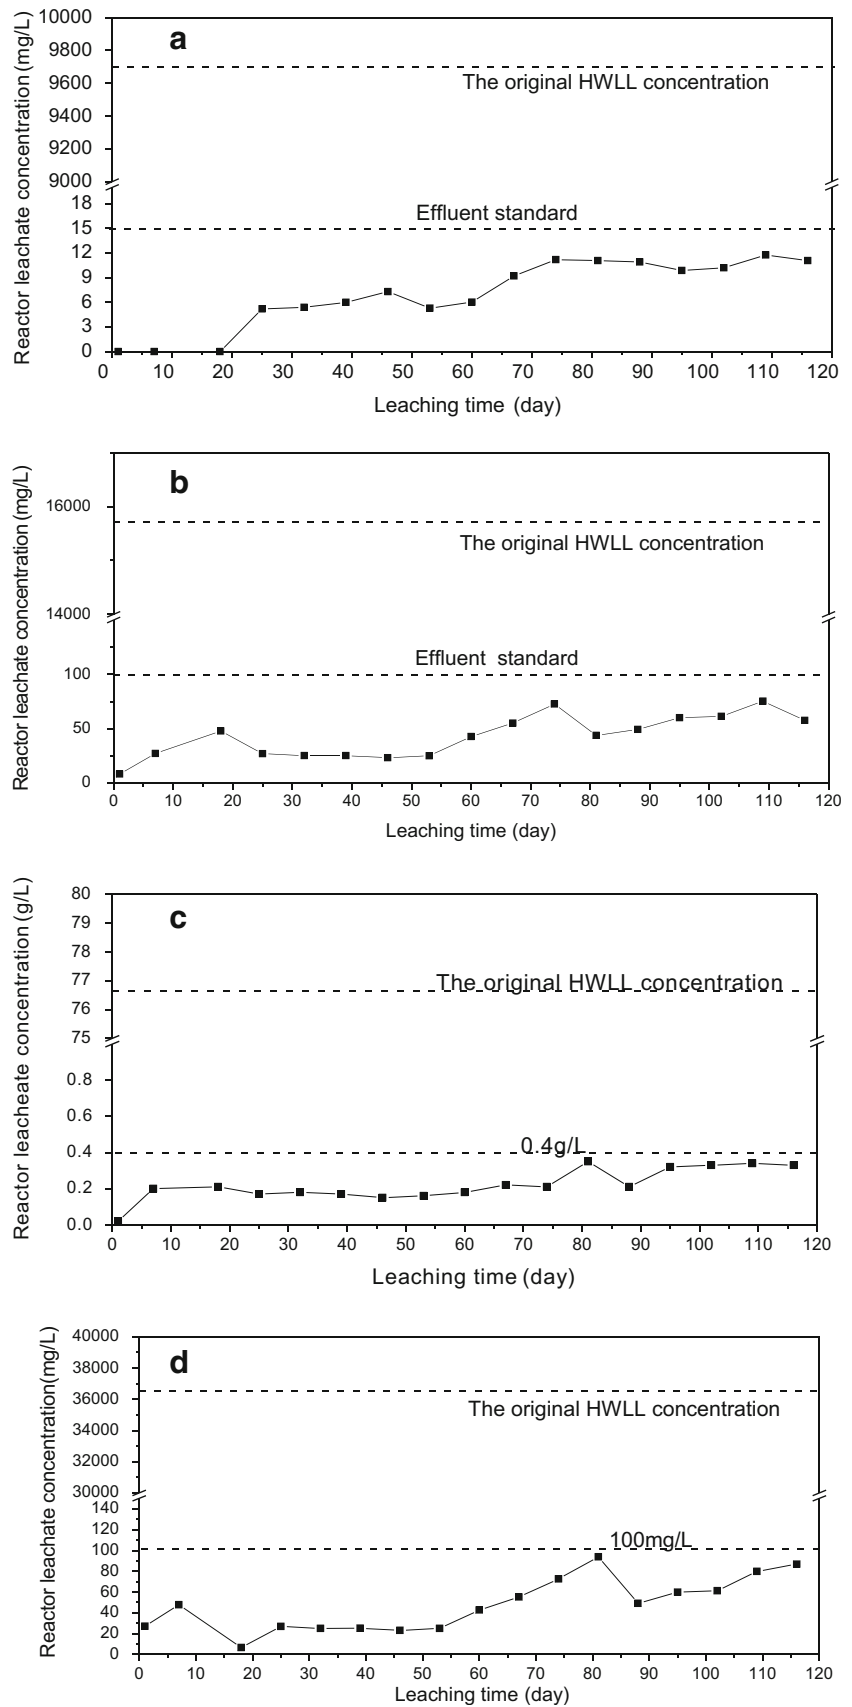 a
Reactor leachate concentration (mg/L)
10000
9800
9600
9400
9200
9000
18
15
12
9
6
3
0
The original HWLL concentration
Effluent standard
0 10 20 30 40 50 60 70 80 90 100 110 120
Leaching time (day)
b
Reactor leachate concentration (mg/L)
16000
14000
100
50
0
The original HWLL concentration
Effluent standard
0 10 20 30 40 50 60 70 80 90 100 110 120
Leaching time (day)
c
Reactor leacheate concentration (g/L)
80
79
78
77
76
75
0.8
0.6
0.4
0.2
0.0
The original HWLL concentration
0.4g/L
0 10 20 30 40 50 60 70 80 90 100 110 120
Leaching time (day)
d
Reactor leachate concentration(mg/L)
40000
38000
36000
34000
32000
30000
140
120
100
80
60
40
20
0
The original HWLL concentration
100mg/L
0 10 20 30 40 50 60 70 80 90 100 110 120
Leaching time (day)